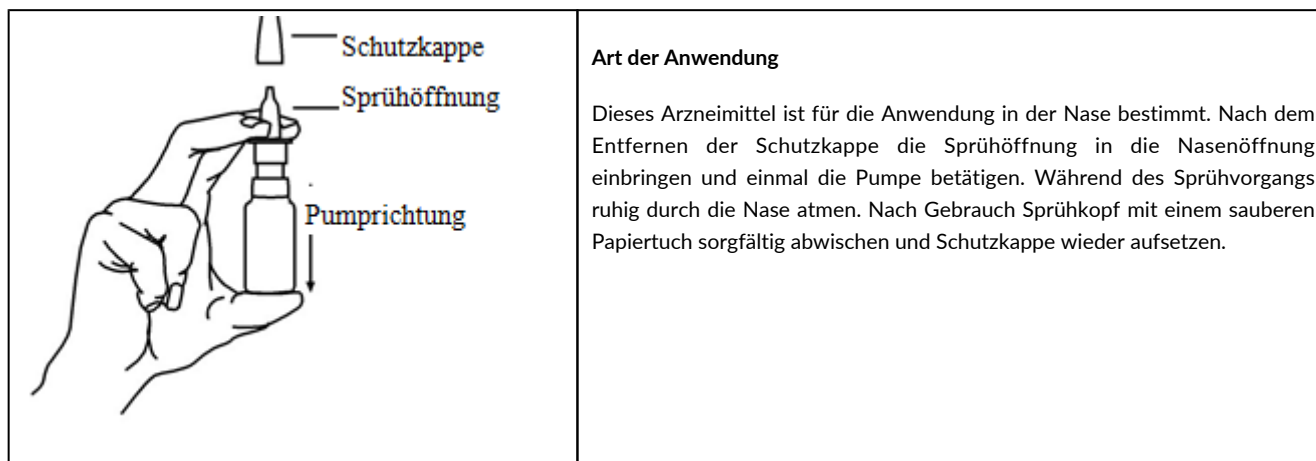 Schutzkappe
Sprühöffnung
Pumprichtung
Art der Anwendung
Dieses Arzneimittel ist für die Anwendung in der Nase bestimmt. Nach dem
Entfernen der Schutzkappe die Sprühöffnung in die Nasenöffnung
einbringen und einmal die Pumpe betätigen. Während des Sprühvorgangs
ruhig durch die Nase atmen. Nach Gebrauch Sprühkopf mit einem sauberen
Papiertuch sorgfältig abwischen und Schutzkappe wieder aufsetzen.